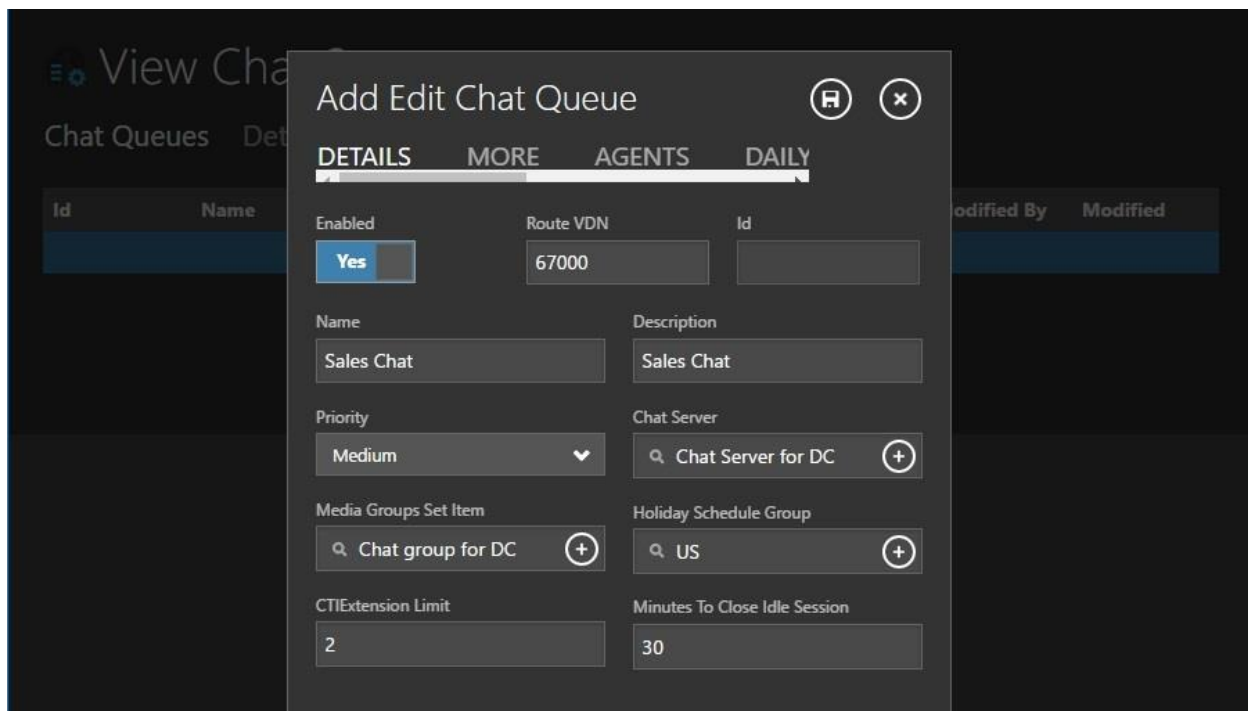 View Cha
Add Edit Chat Queue
Chat Queues Det
DETAILS MORE AGENTS DAILY
Id Name odified By Modified
Enabled Route VDN Id
Yes 67000
Name Description
Sales Chat Sales Chat
Priority Chat Server
Medium Chat Server for DC
Media Groups Set Item Holiday Schedule Group
Chat group for DC US
CTIExtension Limit Minutes To Close Idle Session
2 30